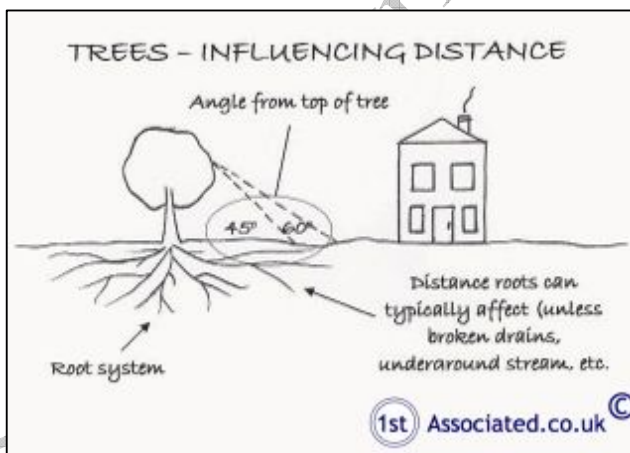 TREES – INFLUENCING DISTANCE
Angle from top of tree
45° 60°
Distance roots can
typically affect (unless
broken drains,
underaround stream, etc.
Root system
1st Associated.co.uk ©